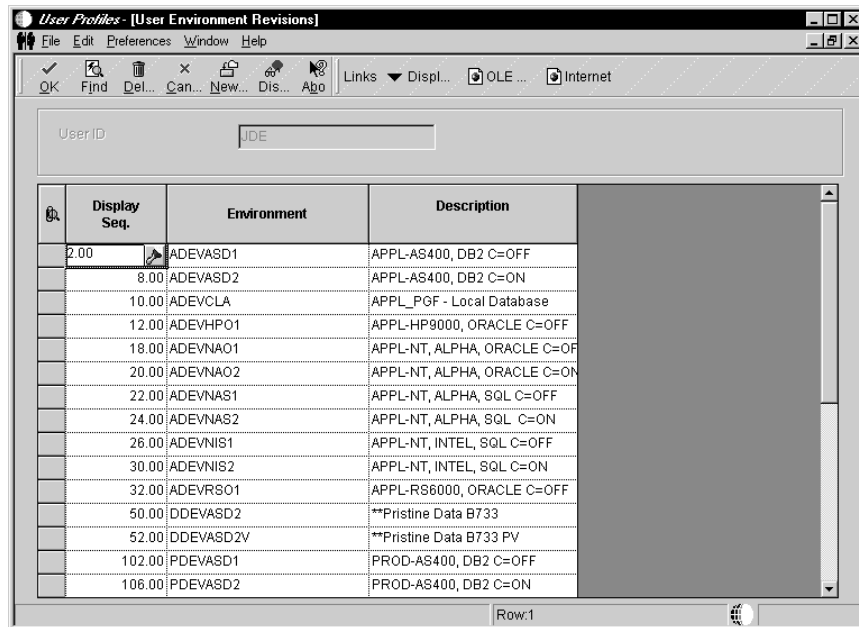 User Profiles - [User Environment Revisions]
File Edit Preferences Window Help
OK Find Del... Can... New... Dis... Abo Links Displ... OLE ... Internet
User ID JDE
Display Seq. Environment Description
2.00 ADEVASD1 APPL-AS400, DB2 C=OFF
8.00 ADEVASD2 APPL-AS400, DB2 C=ON
10.00 ADEVCLA APPL_PGF - Local Database
12.00 ADEVHPO1 APPL-HP9000, ORACLE C=OFF
18.00 ADEVNAO1 APPL-NT, ALPHA, ORACLE C=OF
20.00 ADEVNAO2 APPL-NT, ALPHA, ORACLE C=ON
22.00 ADEVNAS1 APPL-NT, ALPHA, SQL C=OFF
24.00 ADEVNAS2 APPL-NT, ALPHA, SQL C=ON
26.00 ADEVNIS1 APPL-NT, INTEL, SQL C=OFF
30.00 ADEVNIS2 APPL-NT, INTEL, SQL C=ON
32.00 ADEVRSO1 APPL-RS6000, ORACLE C=OFF
50.00 DDEVASD2 **Pristine Data B733
52.00 DDEVASD2V **Pristine Data B733 PV
102.00 PDEVASD1 PROD-AS400, DB2 C=OFF
106.00 PDEVASD2 PROD-AS400, DB2 C=ON
Row:1